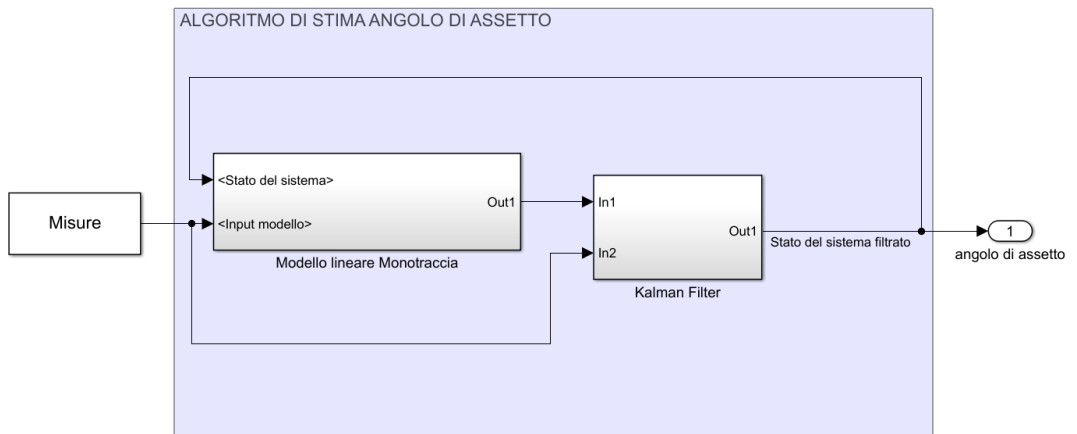 ALGORITMO DI STIMA ANGOLO DI ASSETTO
Misure
<Stato del sistema>
<Input modello>
Out1
Modello lineare Monotraccia
In1
In2
Out1
Kalman Filter
Stato del sistema filtrato
1
angolo di assetto